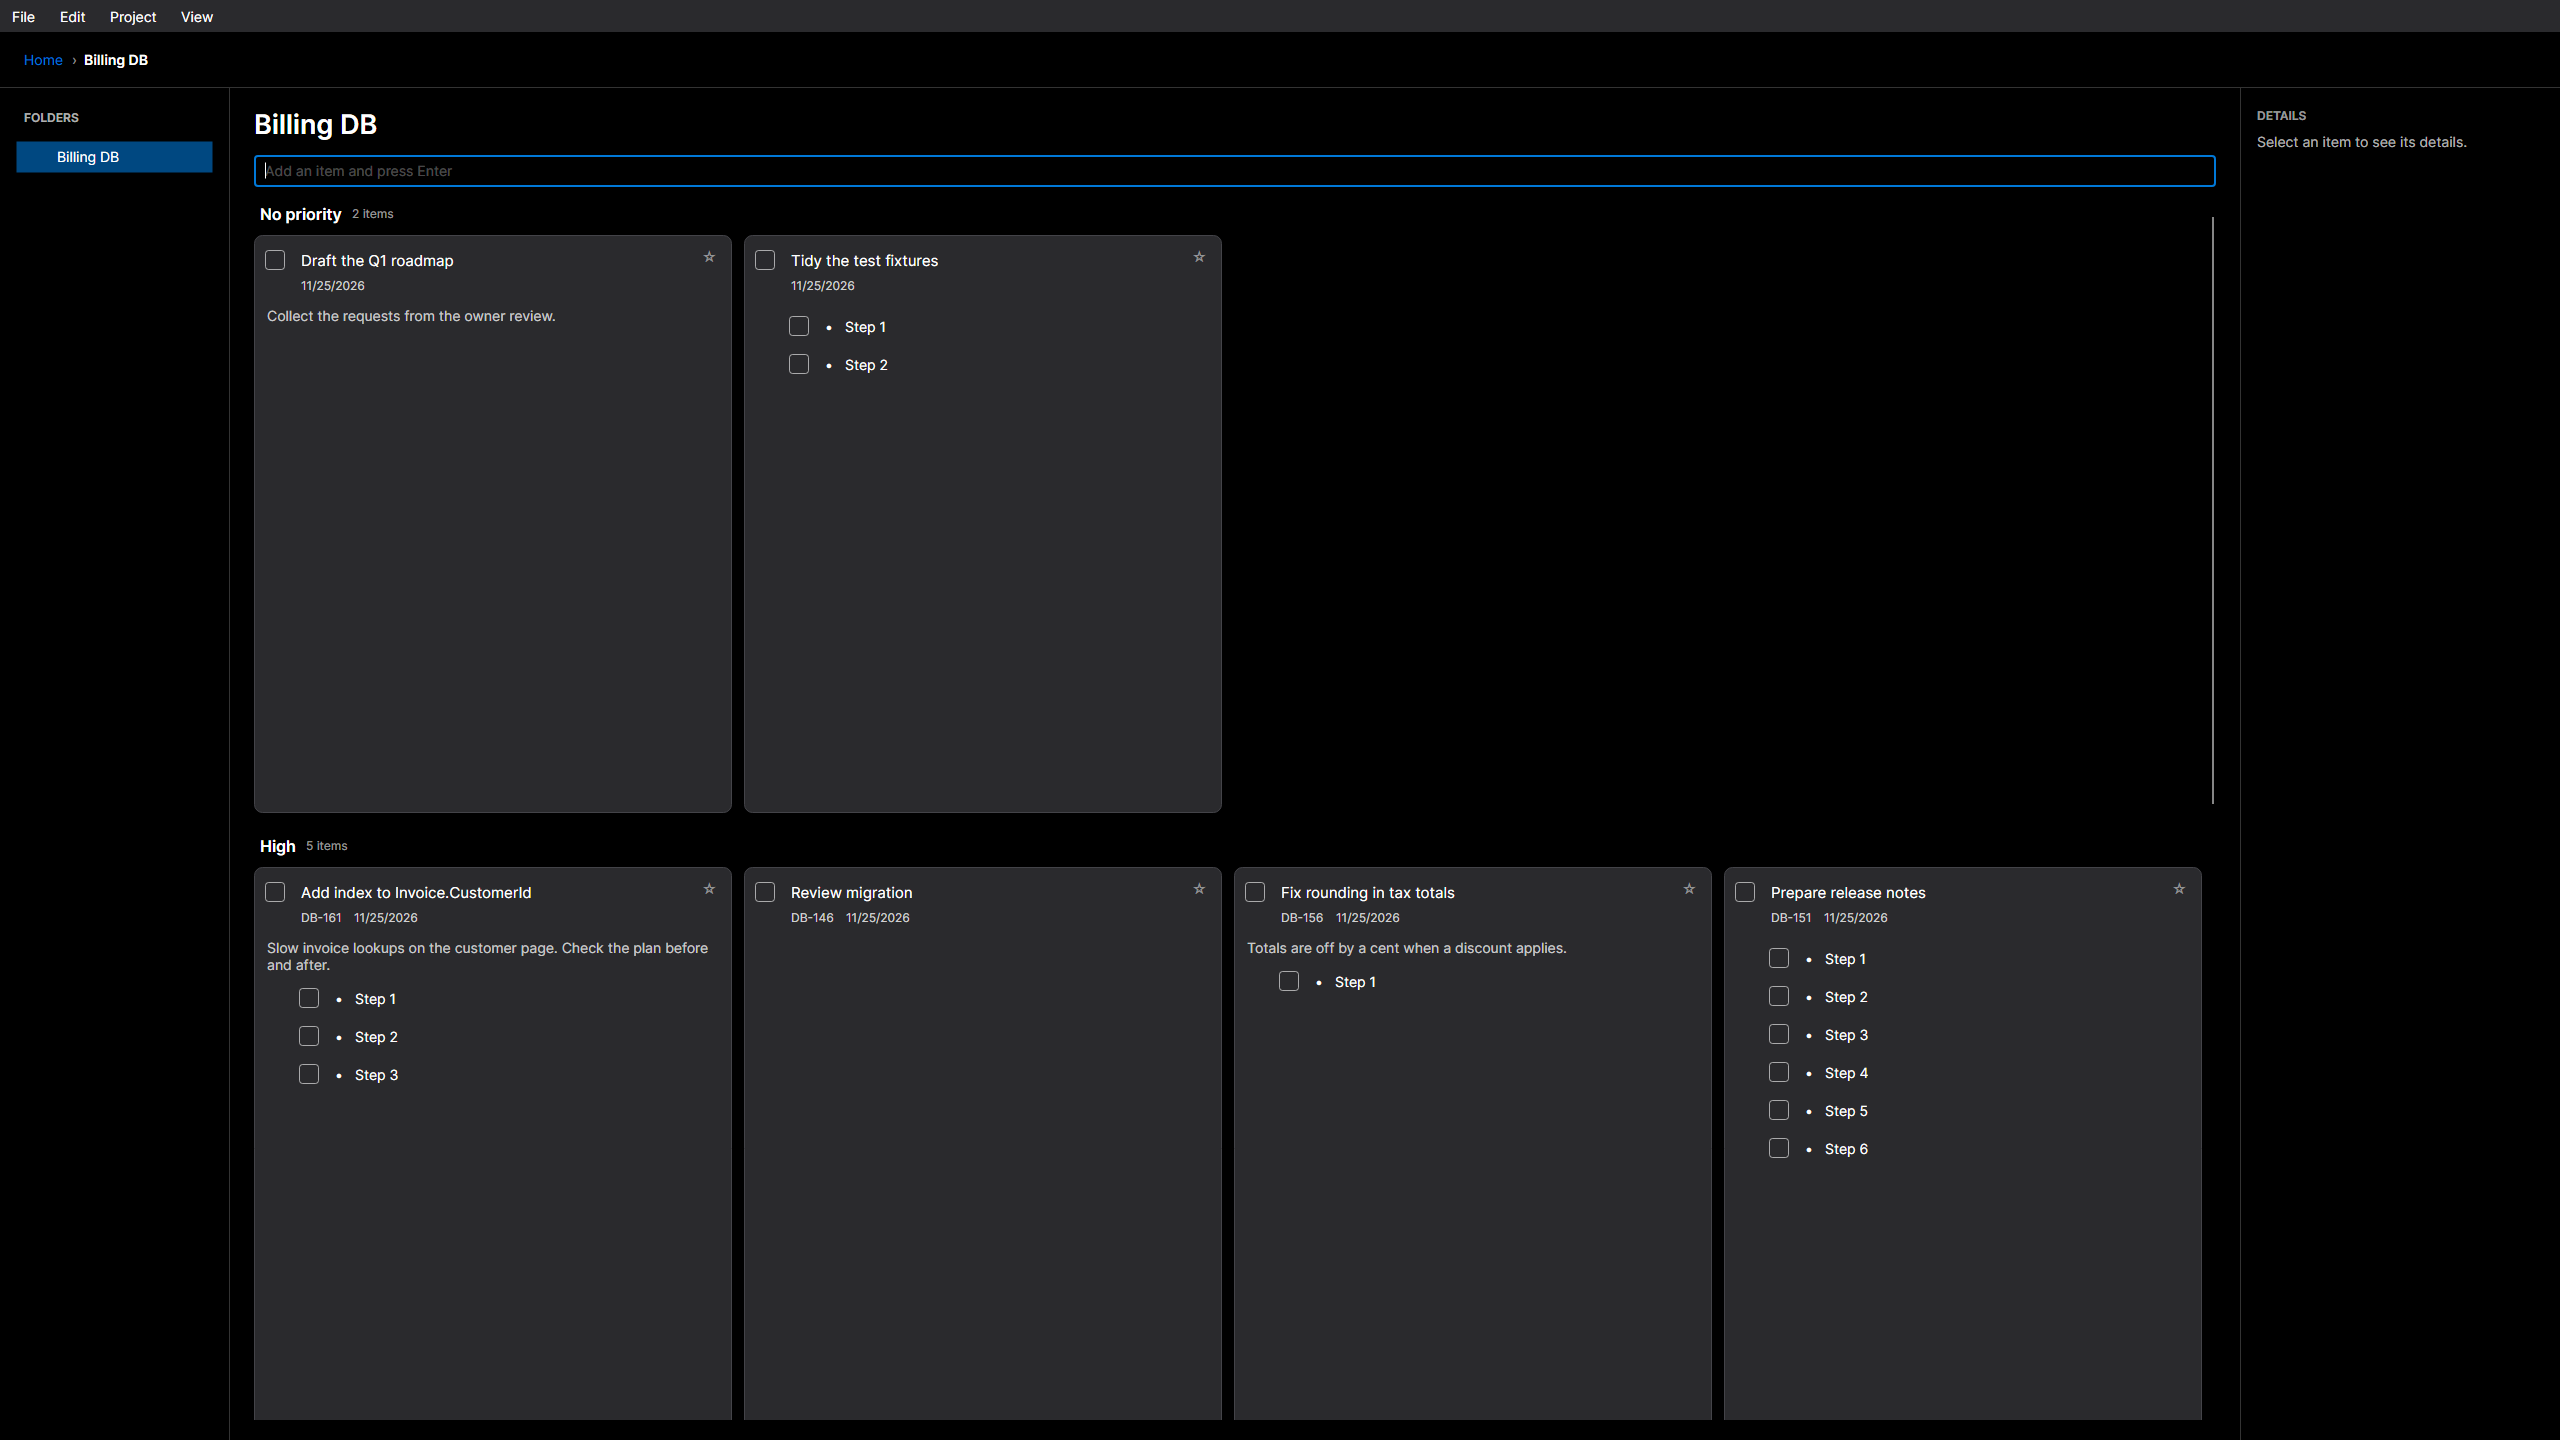 File Edit Project View
Home › Billing DB
FOLDERS
Billing DB
Billing DB
Add an item and press Enter
No priority 2 items
Draft the Q1 roadmap ☆
11/25/2026
Collect the requests from the owner review.
Tidy the test fixtures ☆
11/25/2026
• Step 1
• Step 2
High 5 items
Add index to Invoice.CustomerId ☆
DB-161 11/25/2026
Slow invoice lookups on the customer page. Check the plan before
and after.
• Step 1
• Step 2
• Step 3
Review migration ☆
DB-146 11/25/2026
Fix rounding in tax totals ☆
DB-156 11/25/2026
Totals are off by a cent when a discount applies.
• Step 1
Prepare release notes ☆
DB-151 11/25/2026
• Step 1
• Step 2
• Step 3
• Step 4
• Step 5
• Step 6
DETAILS
Select an item to see its details.